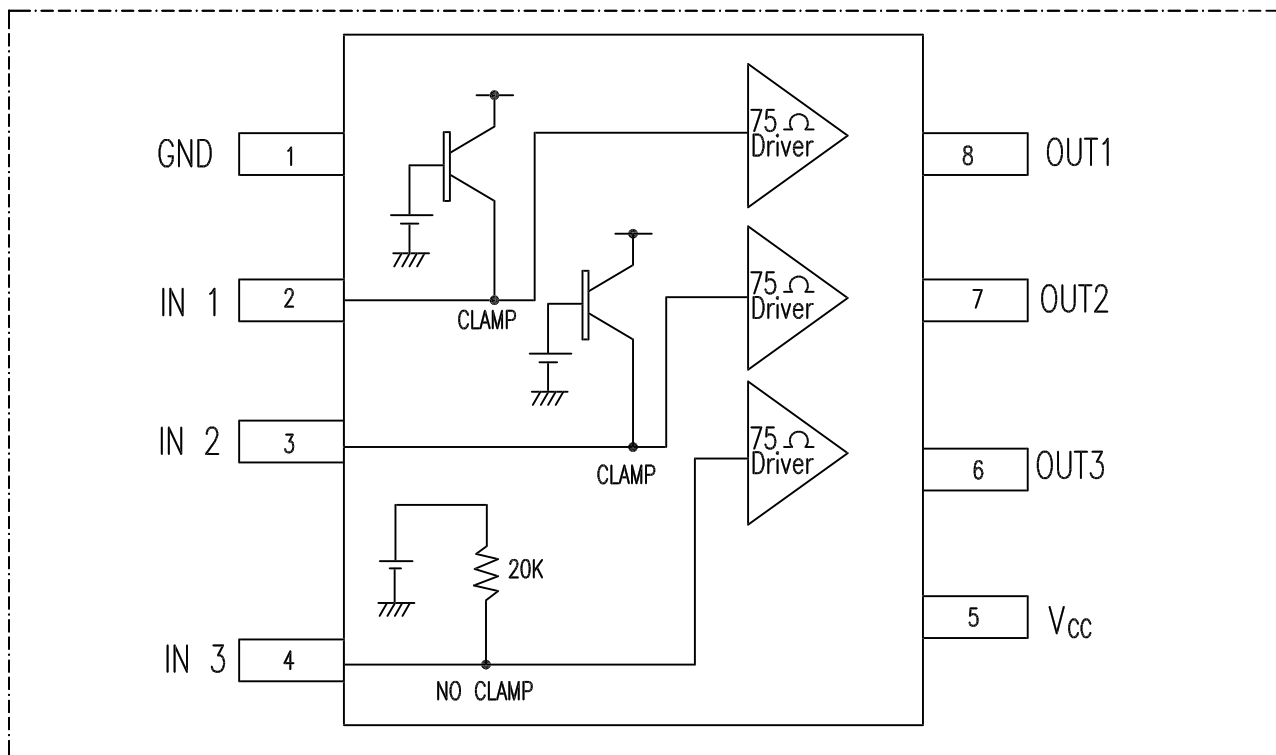 GND 1
75 Ω
Driver
8 OUT1
IN 1 2
CLAMP
75 Ω
Driver
7 OUT2
IN 2 3
CLAMP
75 Ω
Driver
6 OUT3
20K
5 VCC
IN 3 4
NO CLAMP